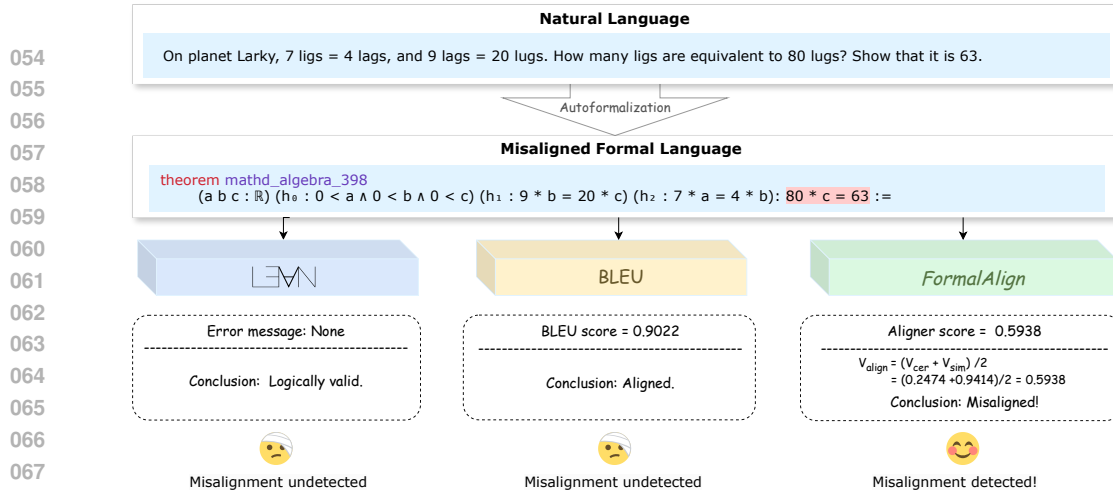 054
055
056
057
058
059
060
061
062
063
064
065
066
067
Natural Language
On planet Larky, 7 ligs = 4 lags, and 9 lags = 20 lugs. How many ligs are equivalent to 80 lugs? Show that it is 63.
Autoformalization
Misaligned Formal Language
theorem mathd_algebra_398
(a b c : ℝ) (h₀ : 0 < a ∧ 0 < b ∧ 0 < c) (h₁ : 9 * b = 20 * c) (h₂ : 7 * a = 4 * b): 80 * c = 63 :=
L∃∀N
Error message: None
Conclusion: Logically valid.
Misalignment undetected
BLEU
BLEU score = 0.9022
Conclusion: Aligned.
Misalignment undetected
FormalAlign
Aligner score = 0.5938
V_align = (V_cer + V_sim) /2
= (0.2474 +0.9414)/2 = 0.5938
Conclusion: Misaligned!
Misalignment detected!